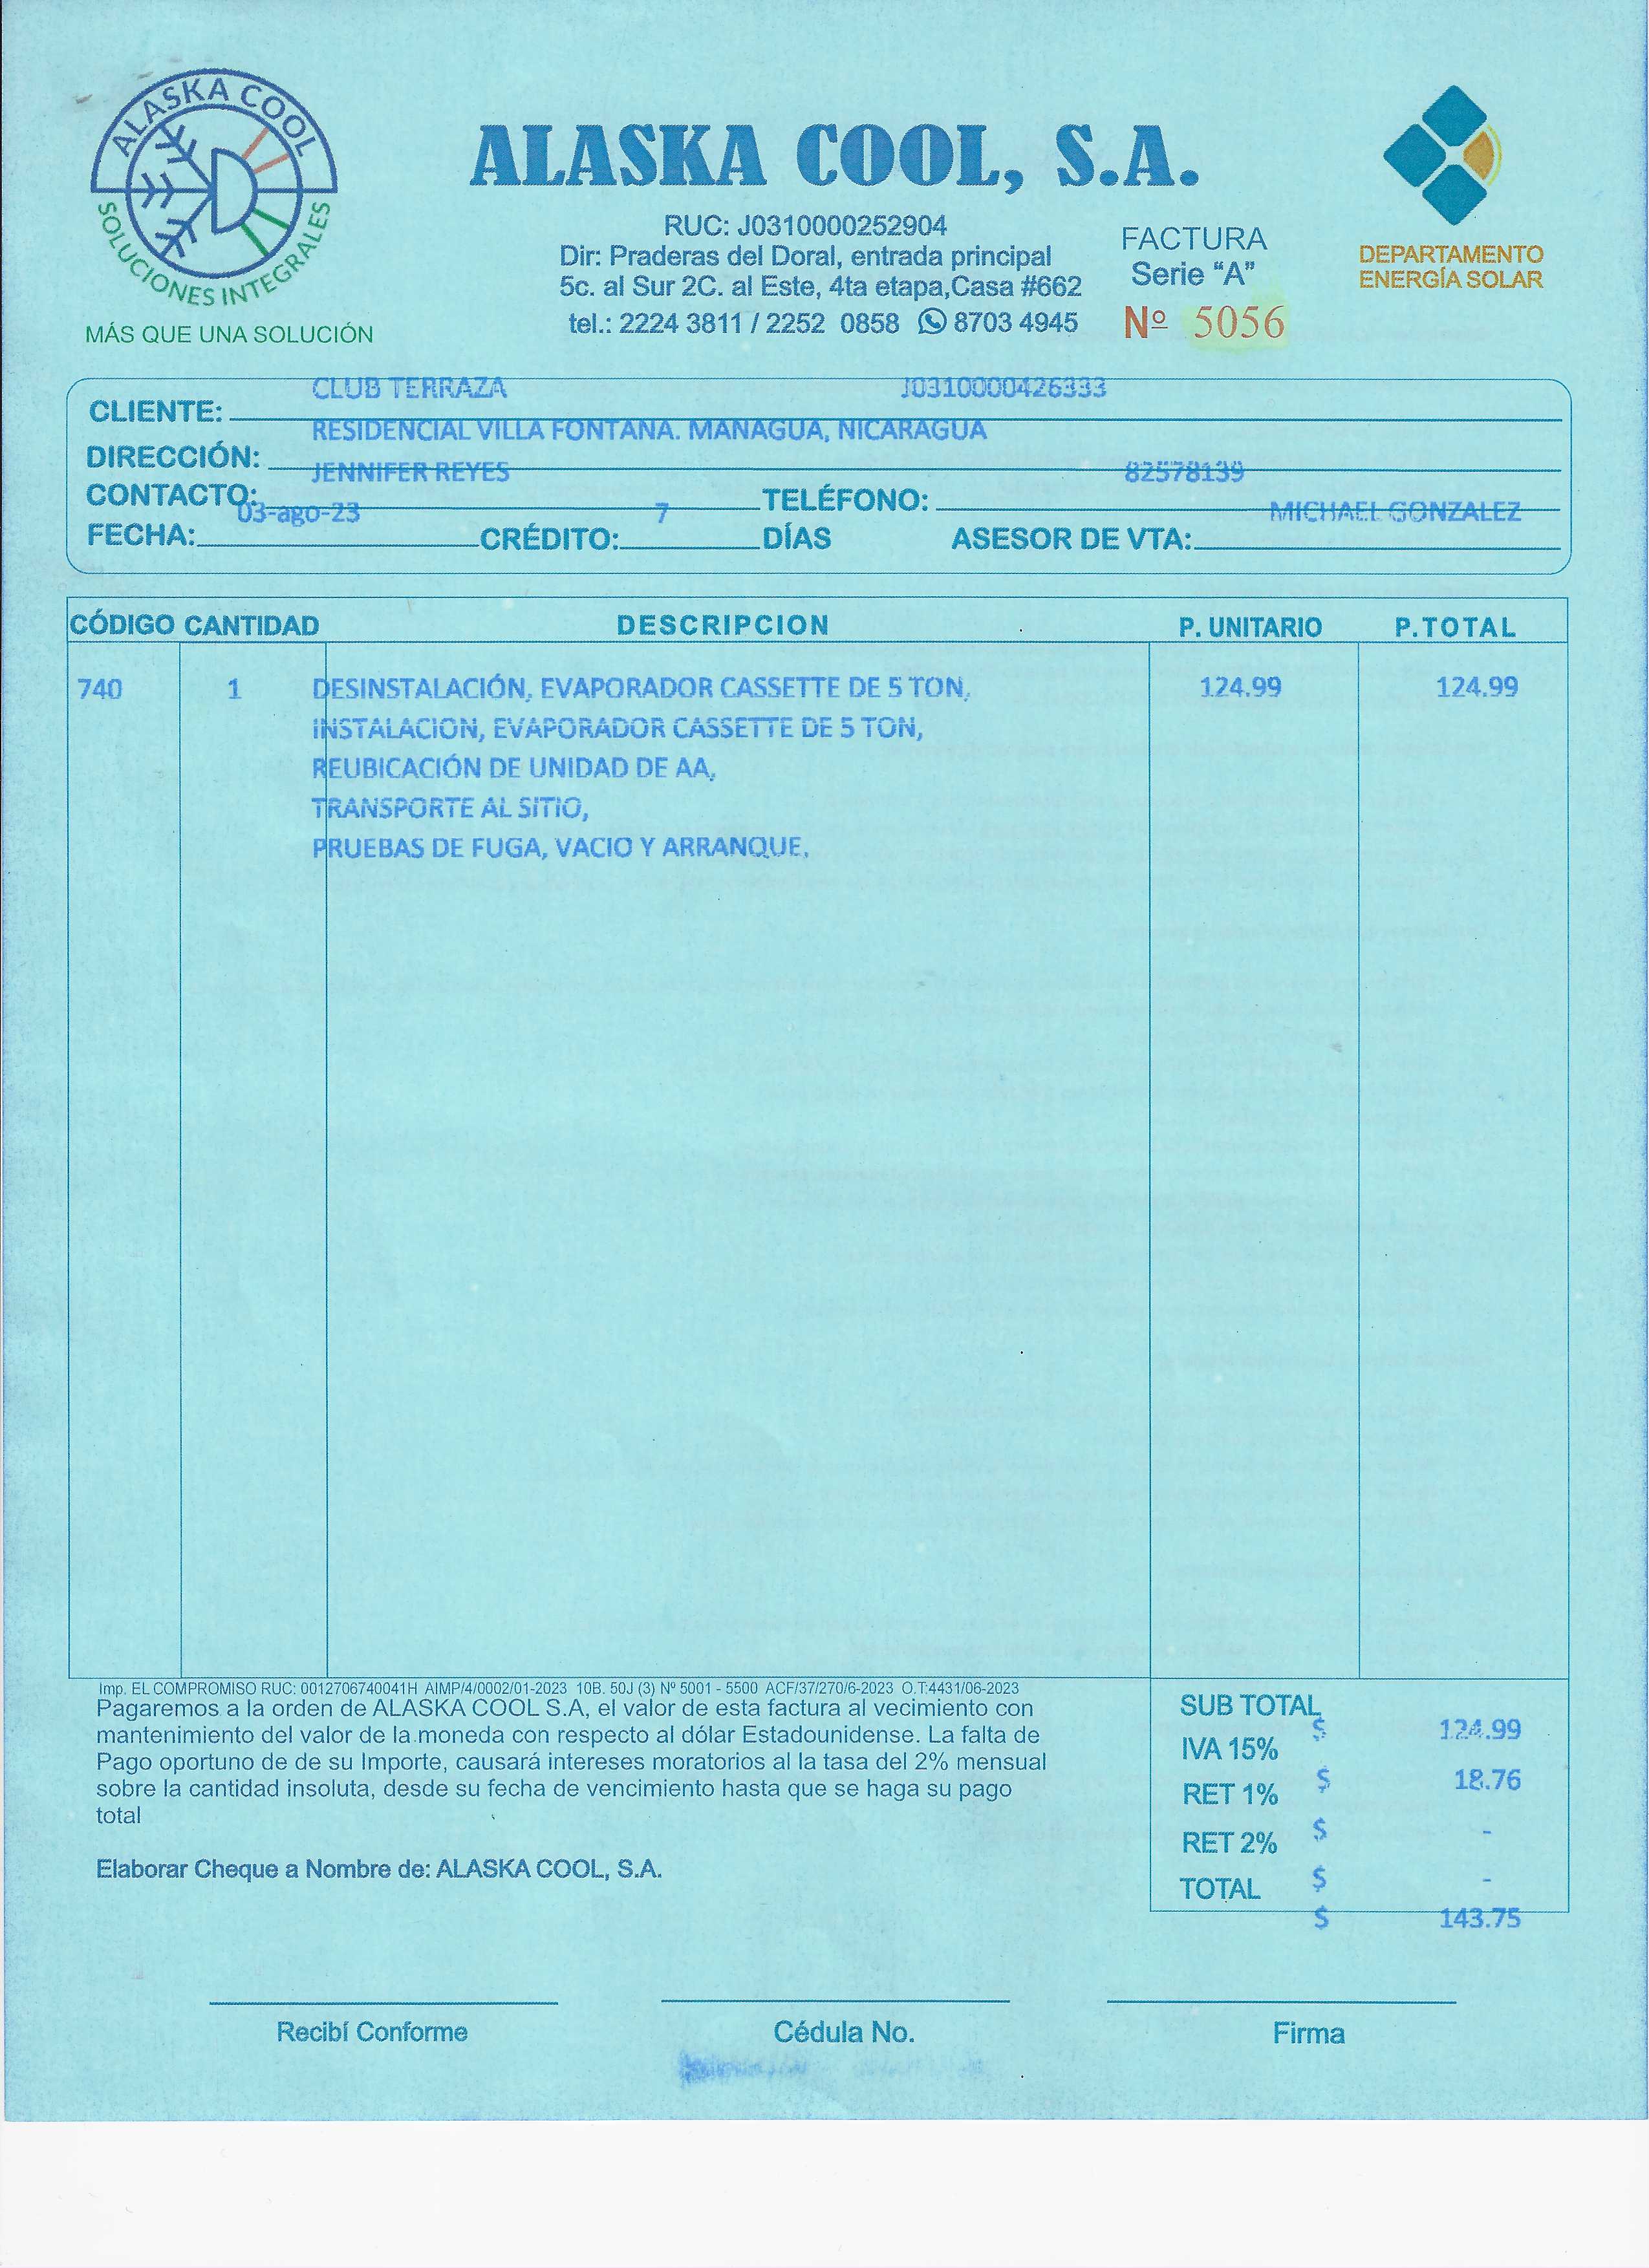 ALASKA COOL
SOLUCIONES INTEGRALES
MÁS QUE UNA SOLUCIÓN
ALASKA COOL, S.A.
RUC: J0310000252904
Dir: Praderas del Doral, entrada principal
5c. al Sur 2C. al Este, 4ta etapa,Casa #662
tel.: 2224 3811 / 2252 0858 8703 4945
FACTURA
Serie “A”
Nº 5056
DEPARTAMENTO
ENERGÍA SOLAR
CLIENTE: CLUB TERRAZA J0310000426333
DIRECCIÓN: RESIDENCIAL VILLA FONTANA. MANAGUA, NICARAGUA
CONTACTO: JENNIFER REYES TELÉFONO: 82578139
FECHA: 03-ago-23 CRÉDITO: 7 DÍAS ASESOR DE VTA: MICHAEL GONZALEZ
CÓDIGO CANTIDAD DESCRIPCION P. UNITARIO P.TOTAL
740 1 DESINSTALACIÓN, EVAPORADOR CASSETTE DE 5 TON, 124.99 124.99
INSTALACION, EVAPORADOR CASSETTE DE 5 TON,
REUBICACIÓN DE UNIDAD DE AA,
TRANSPORTE AL SITIO,
PRUEBAS DE FUGA, VACIO Y ARRANQUE,
Imp. EL COMPROMISO RUC: 0012706740041H AIMP/4/0002/01-2023 10B. 50J (3) Nº 5001 - 5500 ACF/37/270/6-2023 O.T:4431/06-2023
Pagaremos a la orden de ALASKA COOL S.A, el valor de esta factura al vecimiento con
mantenimiento del valor de la moneda con respecto al dólar Estadounidense. La falta de
Pago oportuno de de su Importe, causará intereses moratorios al la tasa del 2% mensual
sobre la cantidad insoluta, desde su fecha de vencimiento hasta que se haga su pago
total
Elaborar Cheque a Nombre de: ALASKA COOL, S.A.
SUB TOTAL $ 124.99
IVA 15% $ 18.76
RET 1% $ -
RET 2% $ -
TOTAL $ 143.75
Recibí Conforme Cédula No. Firma